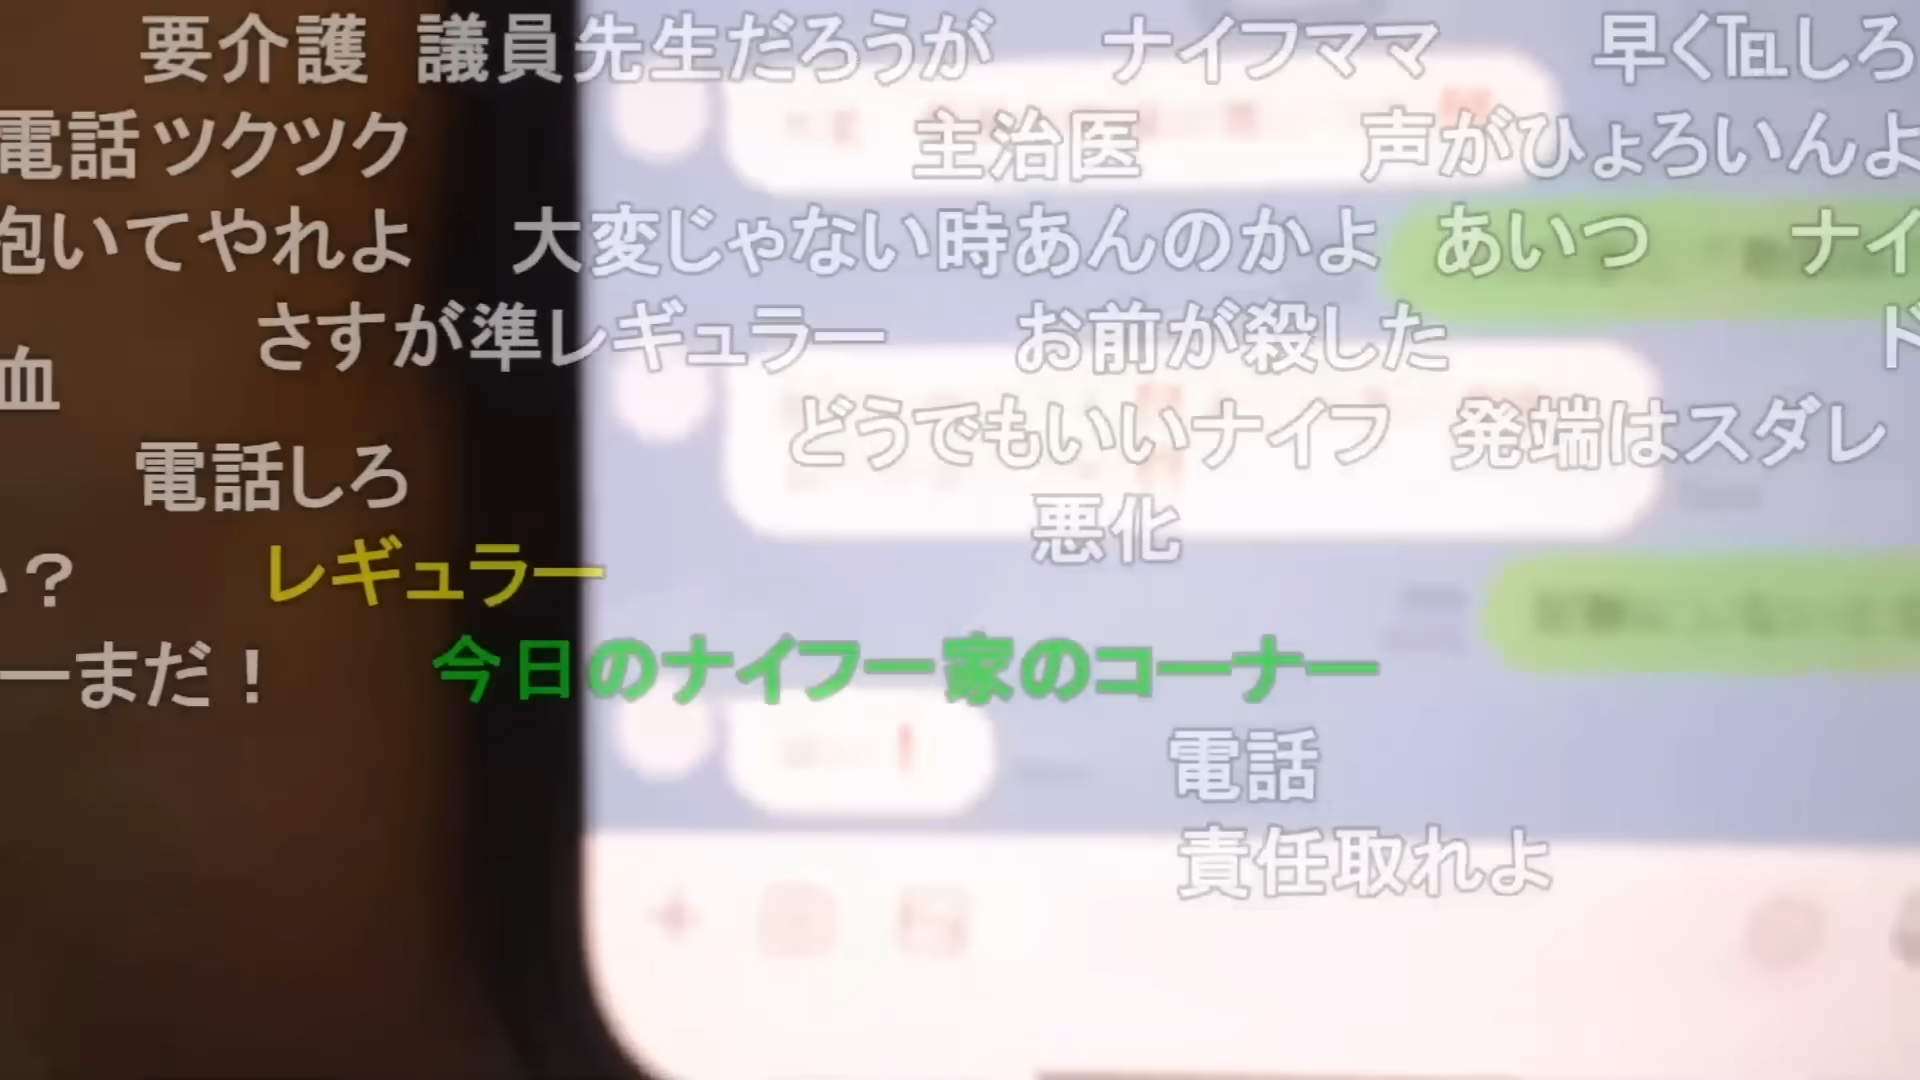 要介護 議員先生だろうが ナイフママ 早く℡しろ
電話ツクツク 主治医 声がひょろいんよ
抱いてやれよ 大変じゃない時あんのかよ あいつ ナイ
さすが準レギュラー お前が殺した ド
血
どうでもいいナイフ 発端はスダレ
電話しろ
悪化
い？ レギュラー
ーまだ！ 今日のナイフ一家のコーナー
電話
責任取れよ